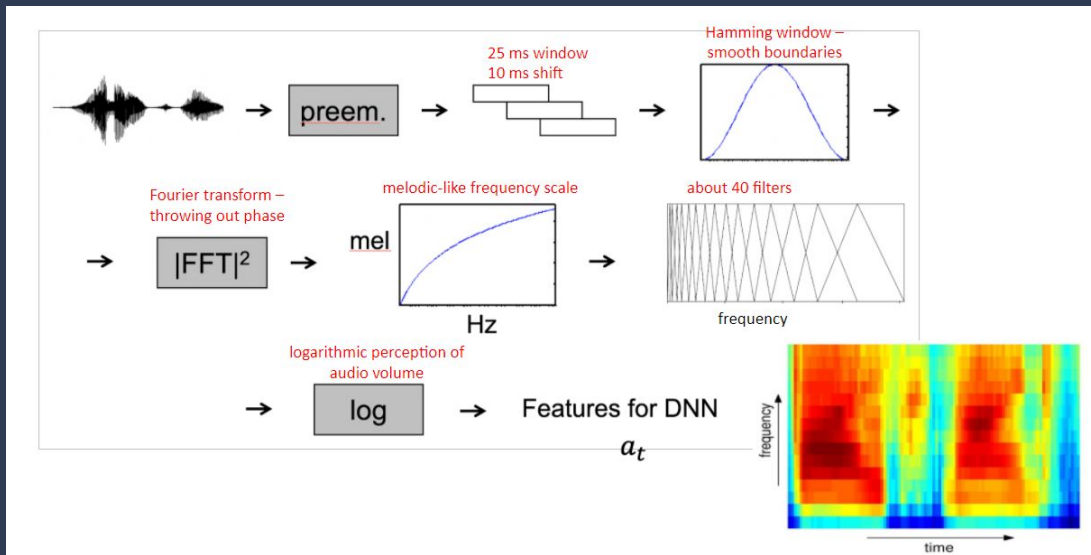 Hamming window –
smooth boundaries
25 ms window
10 ms shift
preem.
Fourier transform –
throwing out phase
|FFT|²
melodic-like frequency scale
mel
Hz
about 40 filters
frequency
logarithmic perception of
audio volume
log
Features for DNN
aₜ
frequency
time